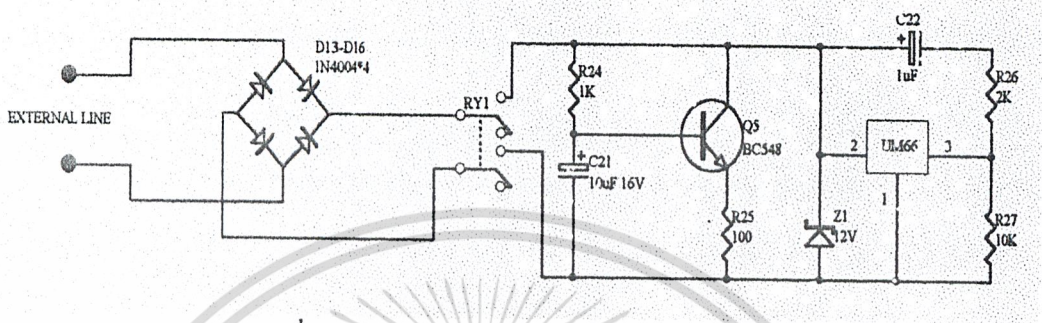 C22
+
1uF
D13-D16
1N4004*4
EXTERNAL LINE
RY1
R24
1K
R26
2K
Q5
BC548
2
UM66
3
+
C21
10uF 16V
1
R25
100
Z1
12V
R27
10K